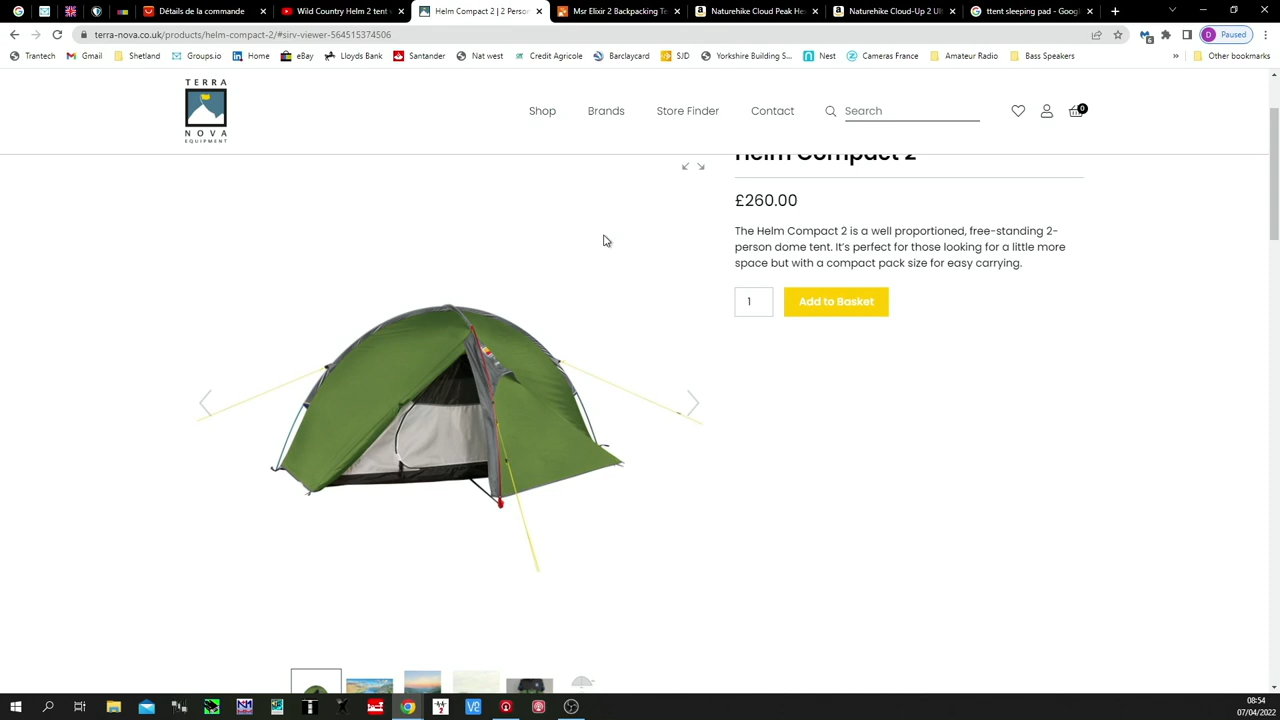 Détails de la commande
Wild Country Helm 2 tent
Helm Compact 2 | 2 Person
Msr Elixir 2 Backpacking Te
Naturehike Cloud Peak Hex
Naturehike Cloud-Up 2 Ult
ttent sleeping pad - Googl
terra-nova.co.uk/products/helm-compact-2/#sirv-viewer-564515374506
D Paused
Trantech
Gmail
Shetland
Groups.io
Home
eBay
Lloyds Bank
Santander
Nat west
Credit Agricole
Barclaycard
SJD
Yorkshire Building S...
Nest
Cameras France
Amateur Radio
Bass Speakers
»
Other bookmarks
TERRA
NOVA
EQUIPMENT
Shop
Brands
Store Finder
Contact
Search
0
Helm Compact 2
£260.00
The Helm Compact 2 is a well proportioned, free-standing 2-
person dome tent. It's perfect for those looking for a little more
space but with a compact pack size for easy carrying.
1
Add to Basket
08:54
07/04/2022